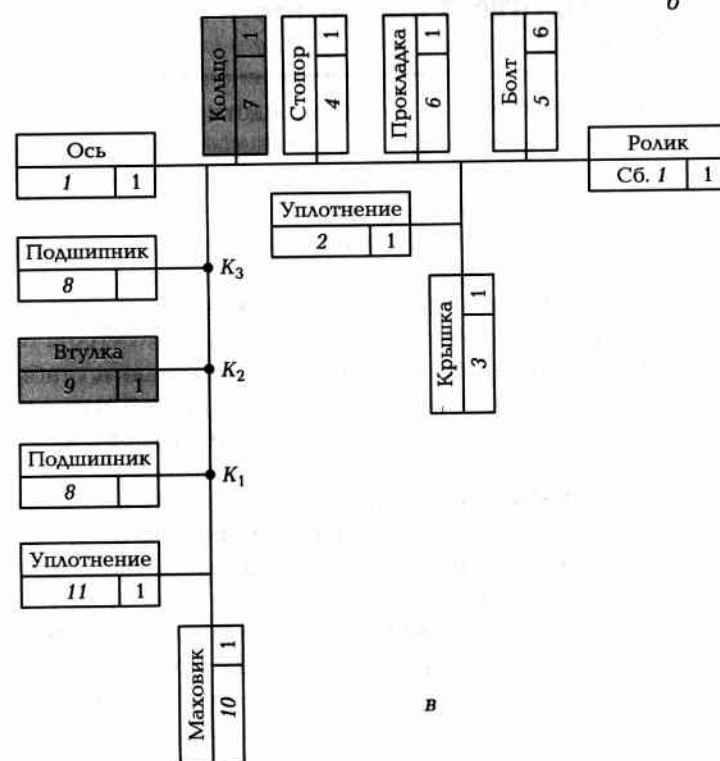 б
Кольцо
7 1
Стопор
4 1
Прокладка
6 1
Болт
5 6
Ось
1 1
Ролик
Сб. 1 1
Уплотнение
2 1
Подшипник
8
K3
Крышка
3 1
Втулка
9 1
K2
Подшипник
8
K1
Уплотнение
11 1
Маховик
10 1
в